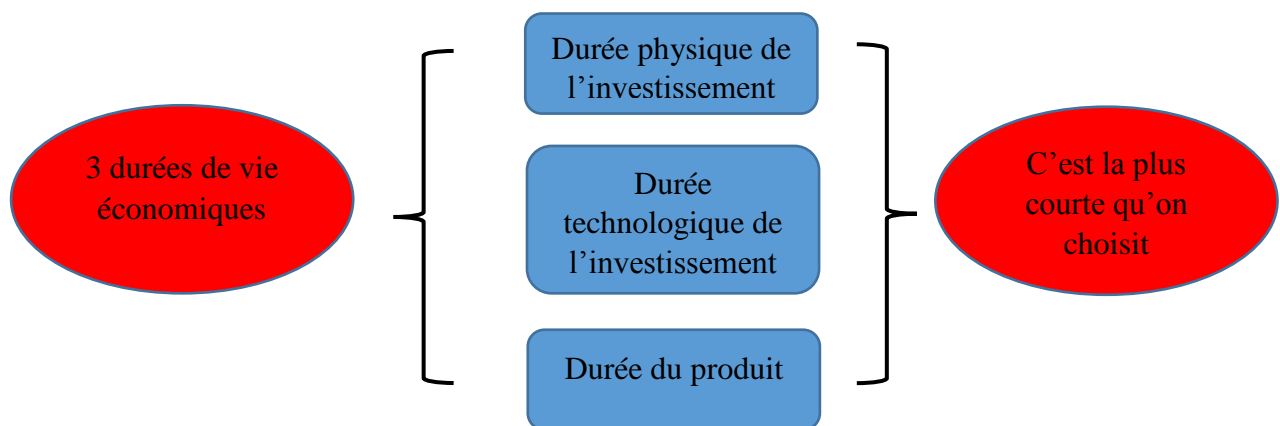 3 durées de vie
économiques
Durée physique de
l’investissement
Durée
technologique de
l’investissement
Durée du produit
C’est la plus
courte qu’on
choisit